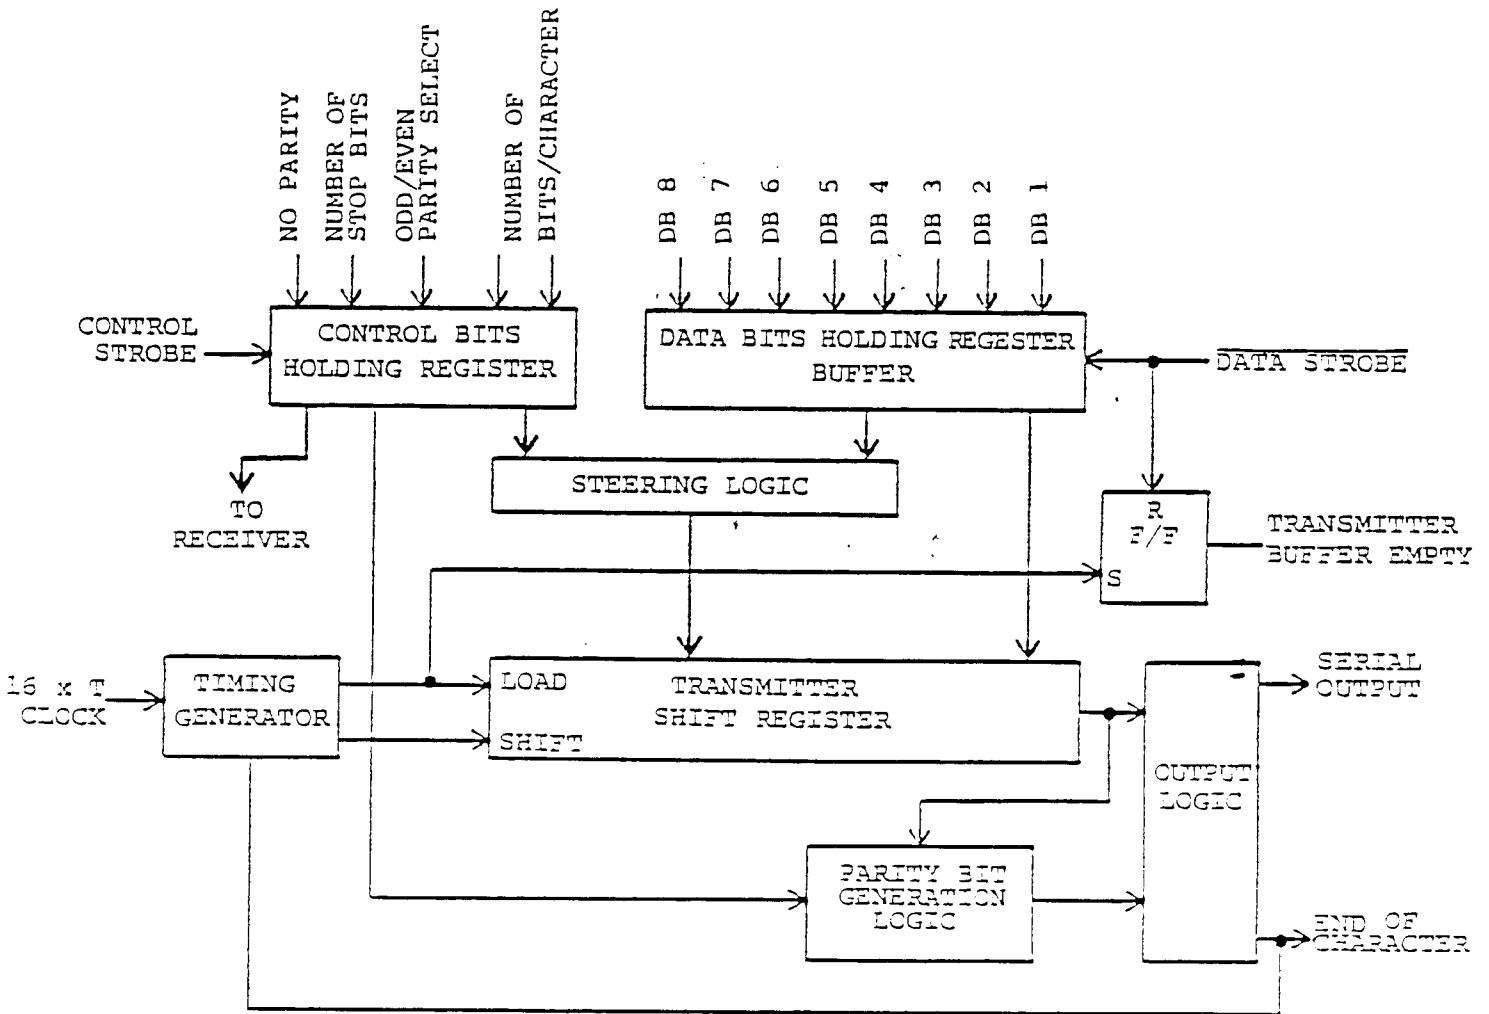 NO PARITY
NUMBER OF
STOP BITS
ODD/EVEN
PARITY SELECT
NUMBER OF
BITS/CHARACTER
DB 8
DB 7
DB 6
DB 5
DB 4
DB 3
DB 2
DB 1
CONTROL
STROBE
CONTROL BITS
HOLDING REGISTER
DATA BITS HOLDING REGESTER
BUFFER
DATA STROBE
STEERING LOGIC
TO
RECEIVER
R
F/F
S
TRANSMITTER
BUFFER EMPTY
16 x T
CLOCK
TIMING
GENERATOR
LOAD
SHIFT
TRANSMITTER
SHIFT REGISTER
OUTPUT
LOGIC
SERIAL
OUTPUT
PARITY BIT
GENERATION
LOGIC
END OF
CHARACTER